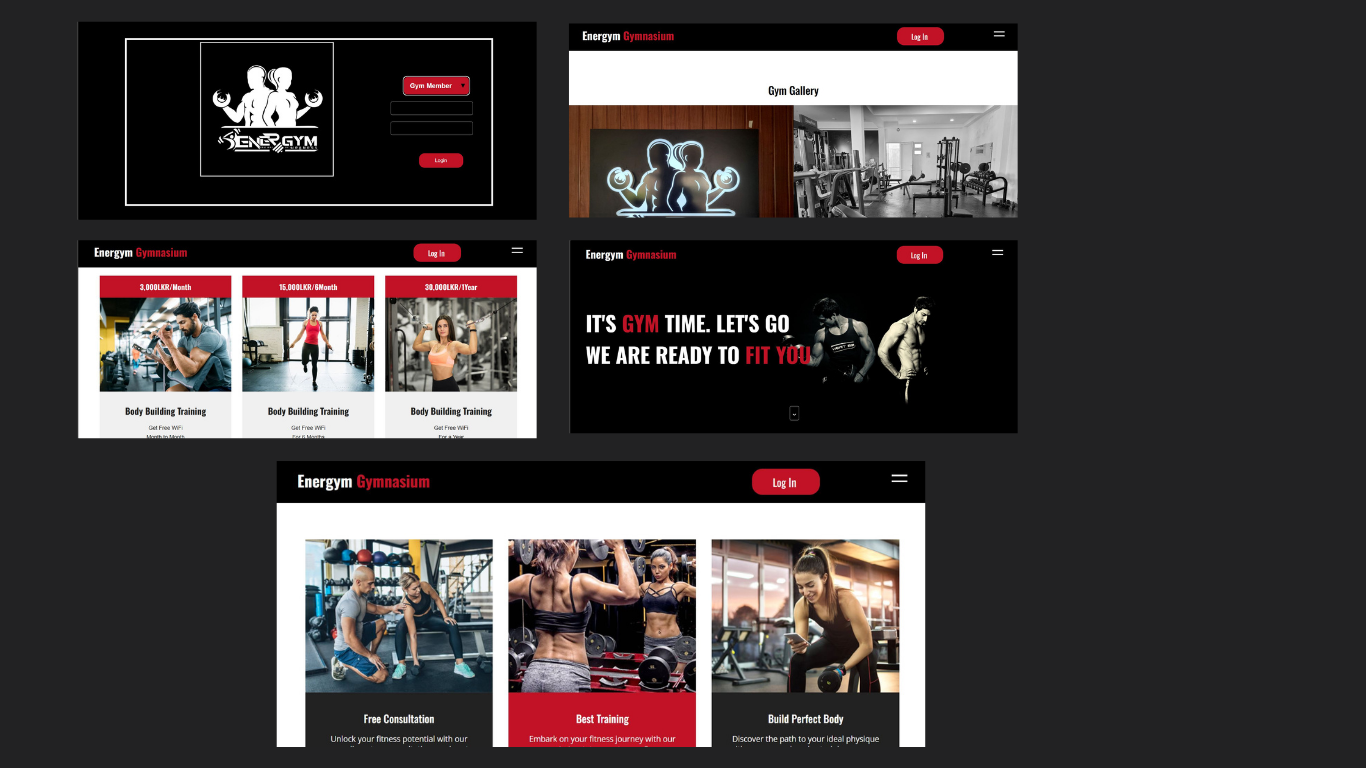 Gym Member
ENERGYM
Login
Energym Gymnasium
Log In
Gym Gallery
Energym Gymnasium
Log In
3,000LKR/Month
15,000LKR/6Month
30,000LKR/1Year
Body Building Training
Body Building Training
Body Building Training
Get Free WiFi
Get Free WiFi
Get Free WiFi
Month to Month
For 6 Months
For a Year
Energym Gymnasium
Log In
IT'S GYM TIME. LET'S GO
WE ARE READY TO FIT YOU
Energym Gymnasium
Log In
Free Consultation
Best Training
Build Perfect Body
Unlock your fitness potential with our
Embark on your fitness journey with our
Discover the path to your ideal physique